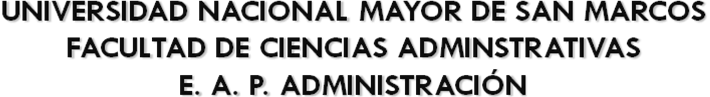 UNIVERSIDAD NACIONAL MAYOR DE SAN MARCOS
FACULTAD DE CIENCIAS ADMINSTRATIVAS
E. A. P. ADMINISTRACIÓN